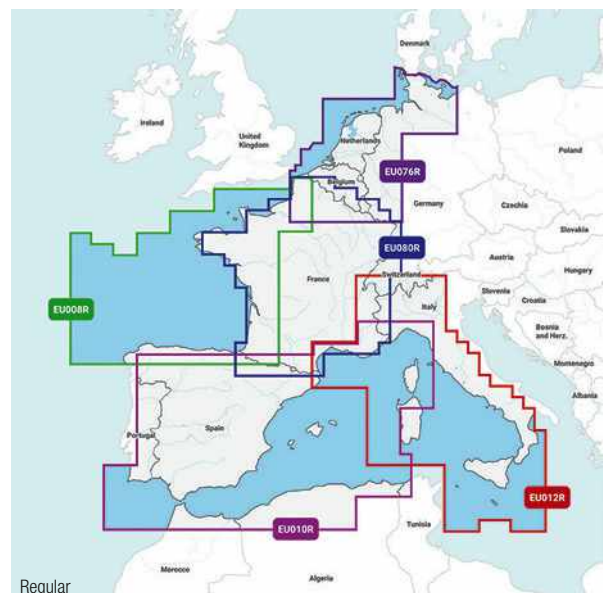 Denmark
Ireland
United
Kingdom
Netherlands
Poland
Belgium
EU076R
Germany
Czechia
Slovakia
EU080R
Austria
Hungary
Switzerland
France
Slovenia
Croatia
EU008R
Italy
Bosnia
and Herz.
Montenegro
Albania
Portugal
Spain
EU012R
EU010R
Tunisia
Morocco
Algeria
Regular